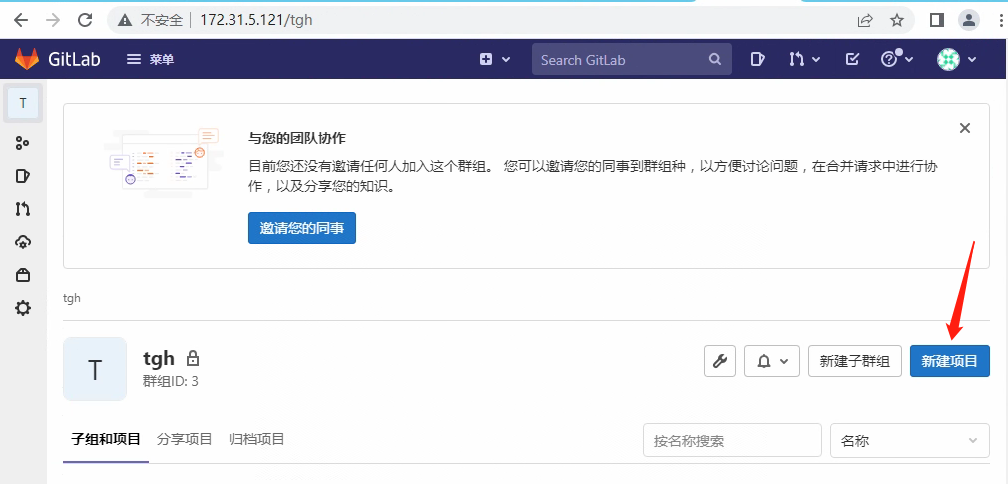 不安全 172.31.5.121/tgh
GitLab 菜单 Search GitLab
T
与您的团队协作
目前您还没有邀请任何人加入这个群组。 您可以邀请您的同事到群组种，以方便讨论问题，在合并请求中进行协
作，以及分享您的知识。
邀请您的同事
tgh
T
tgh
群组ID: 3
新建子群组 新建项目
子组和项目 分享项目 归档项目 按名称搜索 名称